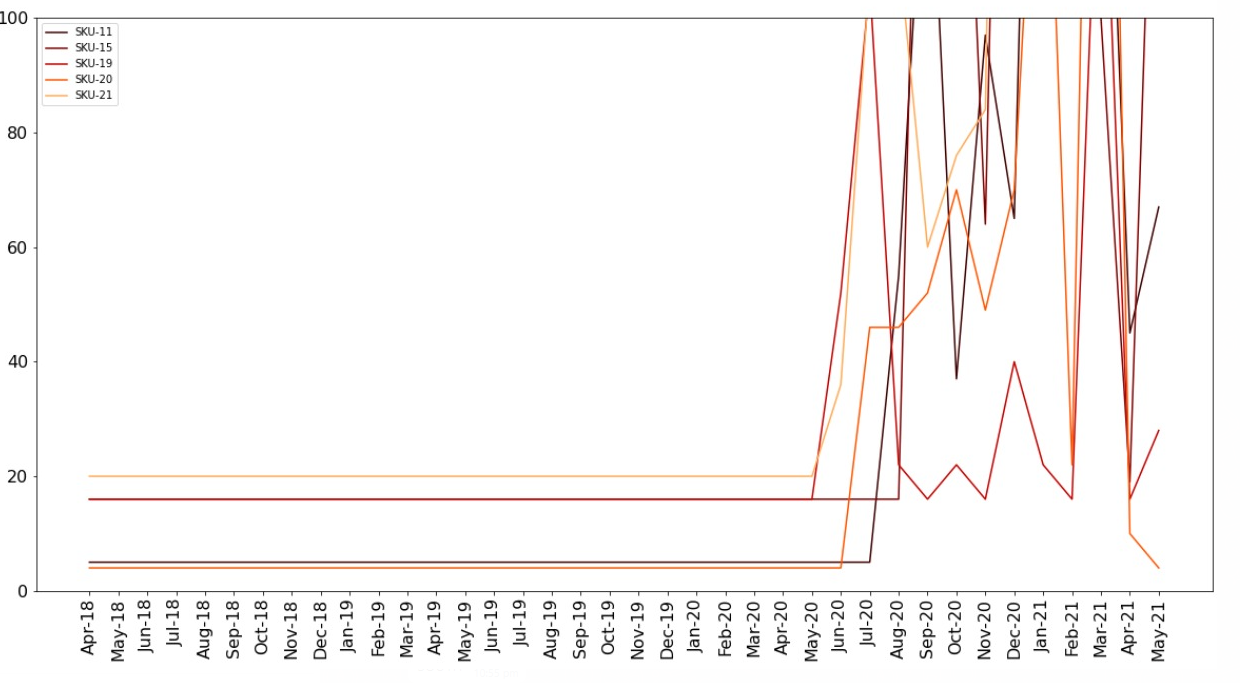 100
80
60
40
20
0
SKU-11
SKU-15
SKU-19
SKU-20
SKU-21
Apr-18
May-18
Jun-18
Jul-18
Aug-18
Sep-18
Oct-18
Nov-18
Dec-18
Jan-19
Feb-19
Mar-19
Apr-19
May-19
Jun-19
Jul-19
Aug-19
Sep-19
Oct-19
Nov-19
Dec-19
Jan-20
Feb-20
Mar-20
Apr-20
May-20
Jun-20
Jul-20
Aug-20
Sep-20
Oct-20
Nov-20
Dec-20
Jan-21
Feb-21
Mar-21
Apr-21
May-21